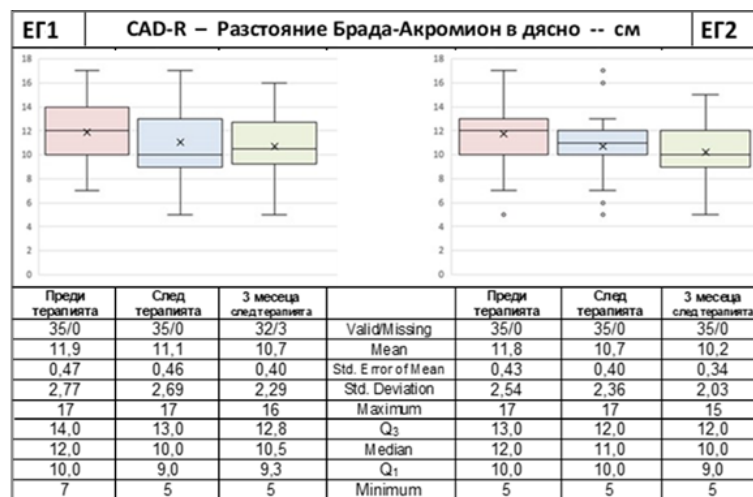 ЕГ1 CAD-R – Разстояние Брада-Акромион в дясно -- см ЕГ2
18 18
16 16
14 14
12 12
10 10
8 8
6 6
4 4
2 2
0 0
Преди След 3 месеца Преди След 3 месеца
терапията терапията след терапията терапията терапията след терапията
35/0 35/0 32/3 Valid/Missing 35/0 35/0 35/0
11,9 11,1 10,7 Mean 11,8 10,7 10,2
0,47 0,46 0,40 Std. Error of Mean 0,43 0,40 0,34
2,77 2,69 2,29 Std. Deviation 2,54 2,36 2,03
17 17 16 Maximum 17 17 15
14,0 13,0 12,8 Q3 13,0 12,0 12,0
12,0 10,0 10,5 Median 12,0 11,0 10,0
10,0 9,0 9,3 Q1 10,0 10,0 9,0
7 5 5 Minimum 5 5 5